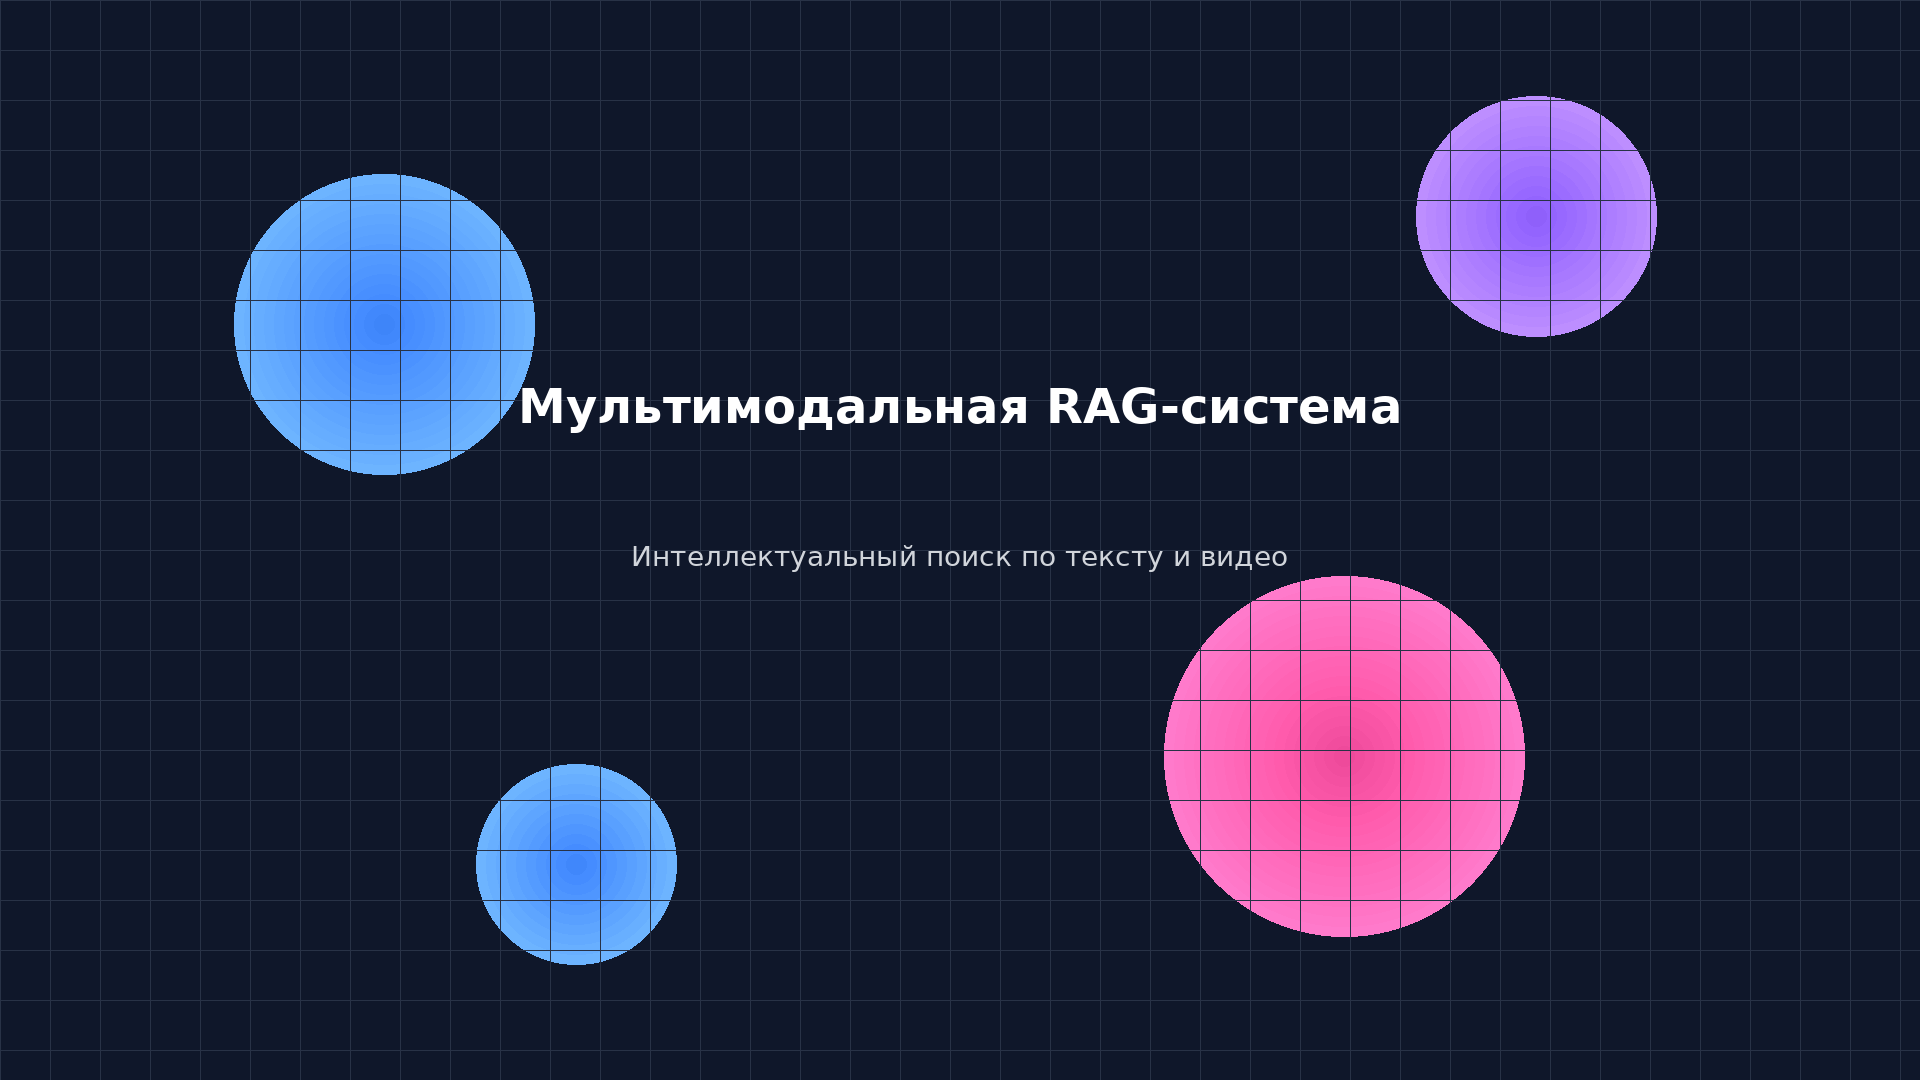 Мультимодальная RAG-система
Интеллектуальный поиск по тексту и видео